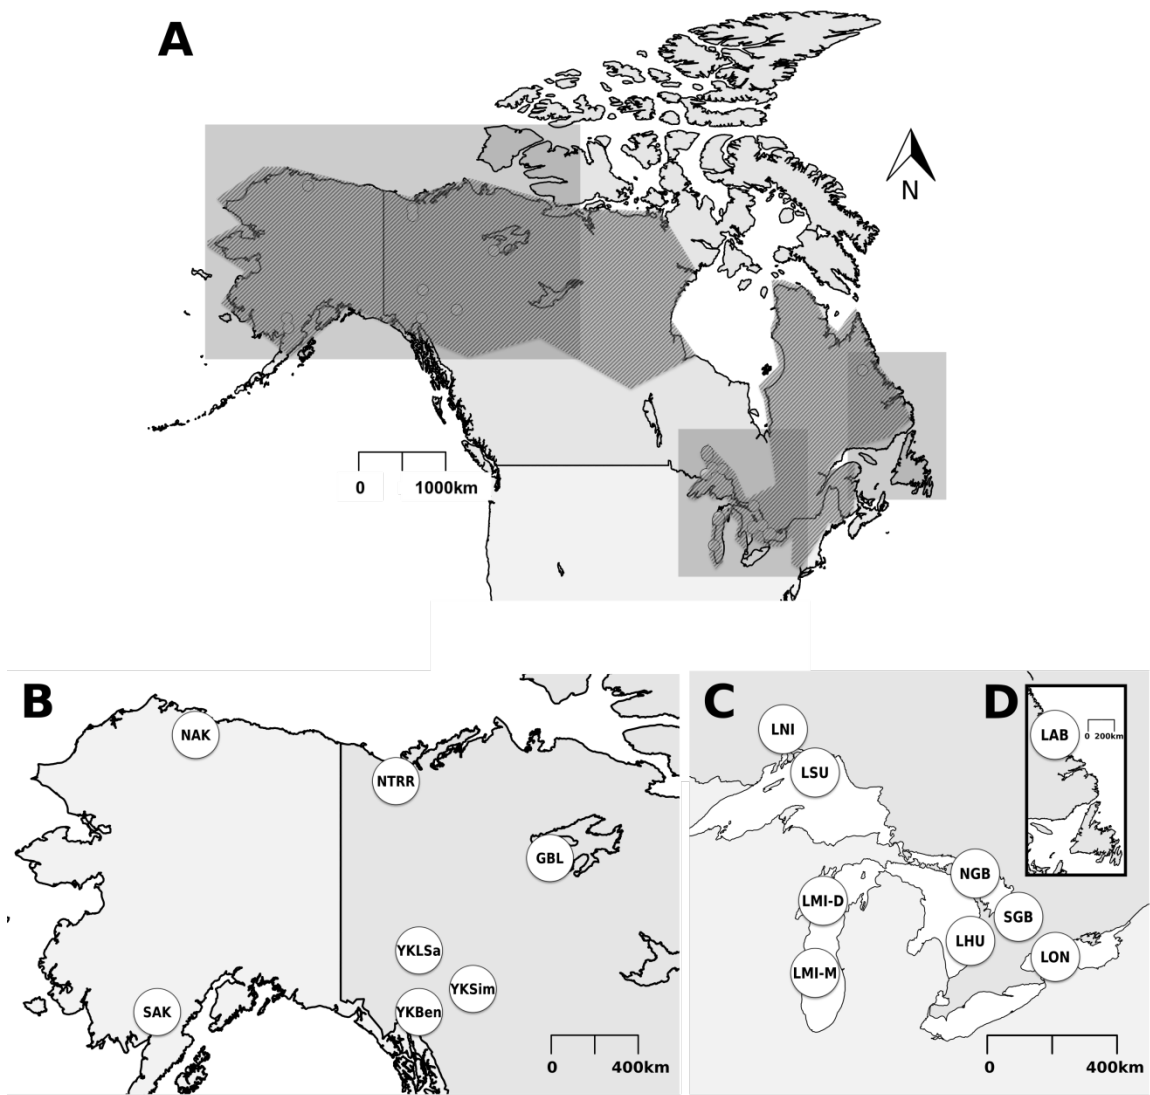 A
N
0 1000km
B
NAK
NTRR
GBL
YKLSa
YKSim
YKBen
SAK
0 400km
C
D
LNI
LSU
LAB
0 200km
NGB
LMI-D
SGB
LHU
LON
LMI-M
0 400km